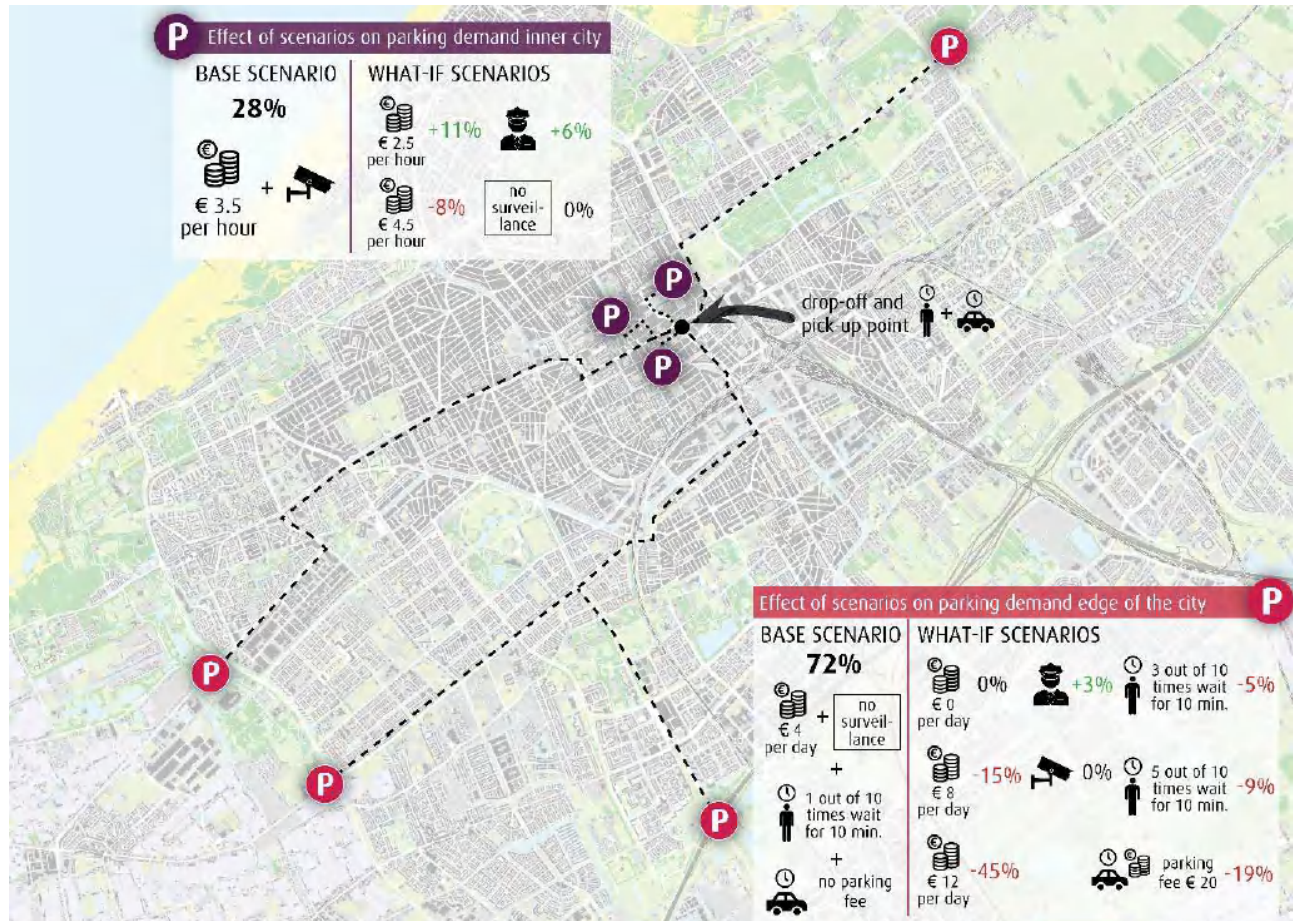 P Effect of scenarios on parking demand inner city
BASE SCENARIO
28%
€ 3.5
per hour
+
WHAT-IF SCENARIOS
€ 2.5
per hour
+11%
+6%
€ 4.5
per hour
-8%
no
surveil-
lance
0%
P
P
P
P
drop-off and
pick-up point
+
P
P
P
Effect of scenarios on parking demand edge of the city P
BASE SCENARIO
72%
€ 4
per day
+
no
surveil-
lance
+
1 out of 10
times wait
for 10 min.
+
no parking
fee
WHAT-IF SCENARIOS
€ 0
per day
0%
+3%
3 out of 10
times wait
for 10 min.
-5%
€ 8
per day
-15%
0%
5 out of 10
times wait
for 10 min.
-9%
€ 12
per day
-45%
parking
fee € 20
-19%